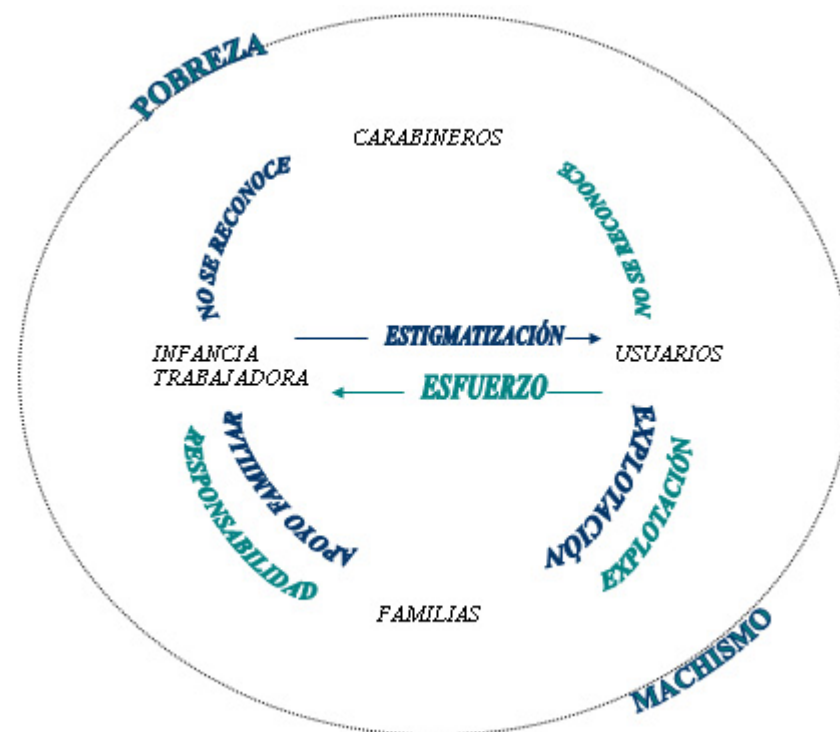 POBREZA
CARABINEROS
NO SE RECONOCE
NO SE RECONOCE
ESTIGMATIZACIÓN
INFANCIA
TRABAJADORA
USUARIOS
ESFUERZO
APOYO FAMILIAR
RESPONSABILIDAD
EXPLOTACIÓN
EXPLOTACIÓN
FAMILIAS
MACHISMO